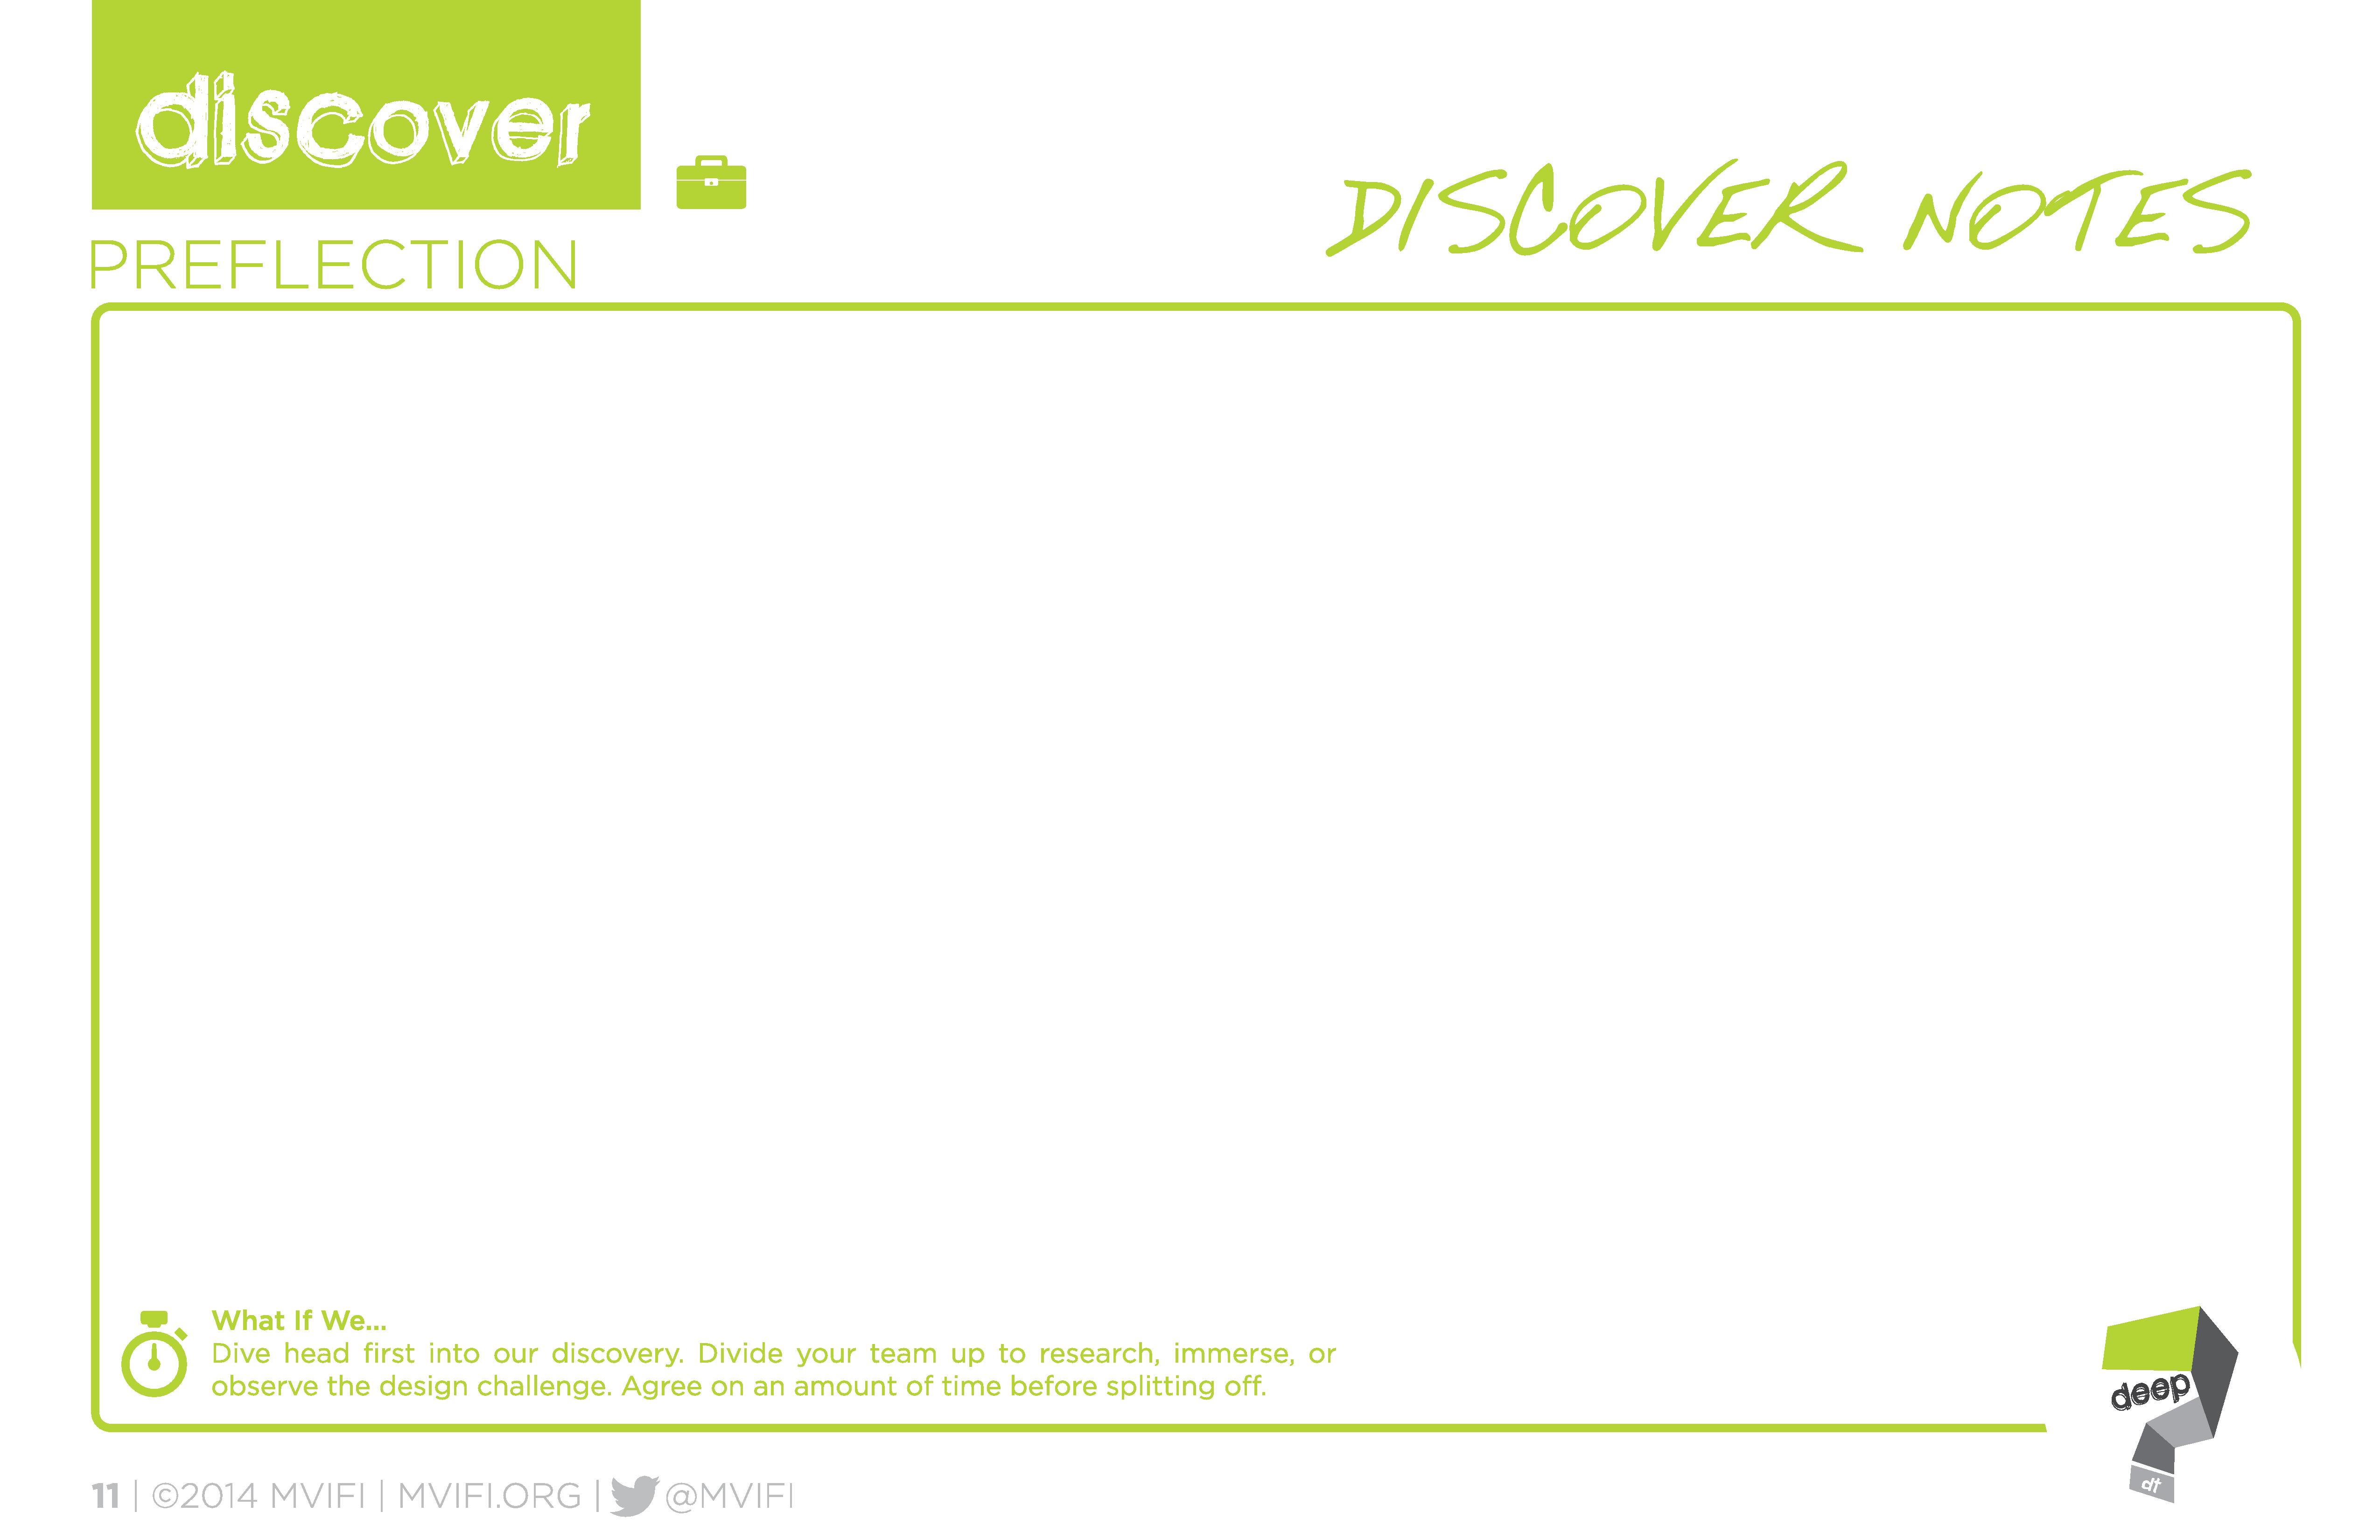 discover
DISCOVER NOTES
PREFLECTION
What If We...
Dive head first into our discovery. Divide your team up to research, immerse, or
observe the design challenge. Agree on an amount of time before splitting off.
deep
dt
11 | ©2014 MVIFI | MVIFI.ORG | @MVIFI